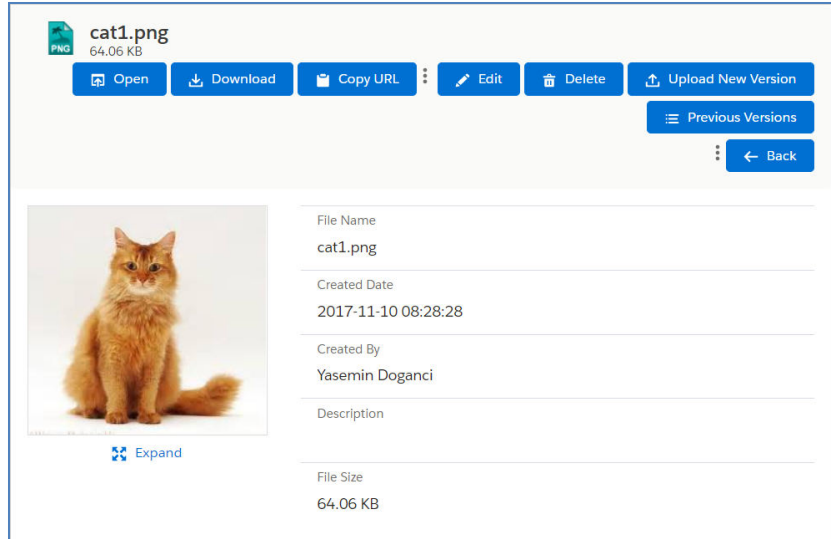 cat1.png
PNG
64.06 KB
Open Download Copy URL Edit Delete Upload New Version
Previous Versions
Back
File Name
cat1.png
Created Date
2017-11-10 08:28:28
Created By
Yasemin Doganci
Description
Expand
File Size
64.06 KB